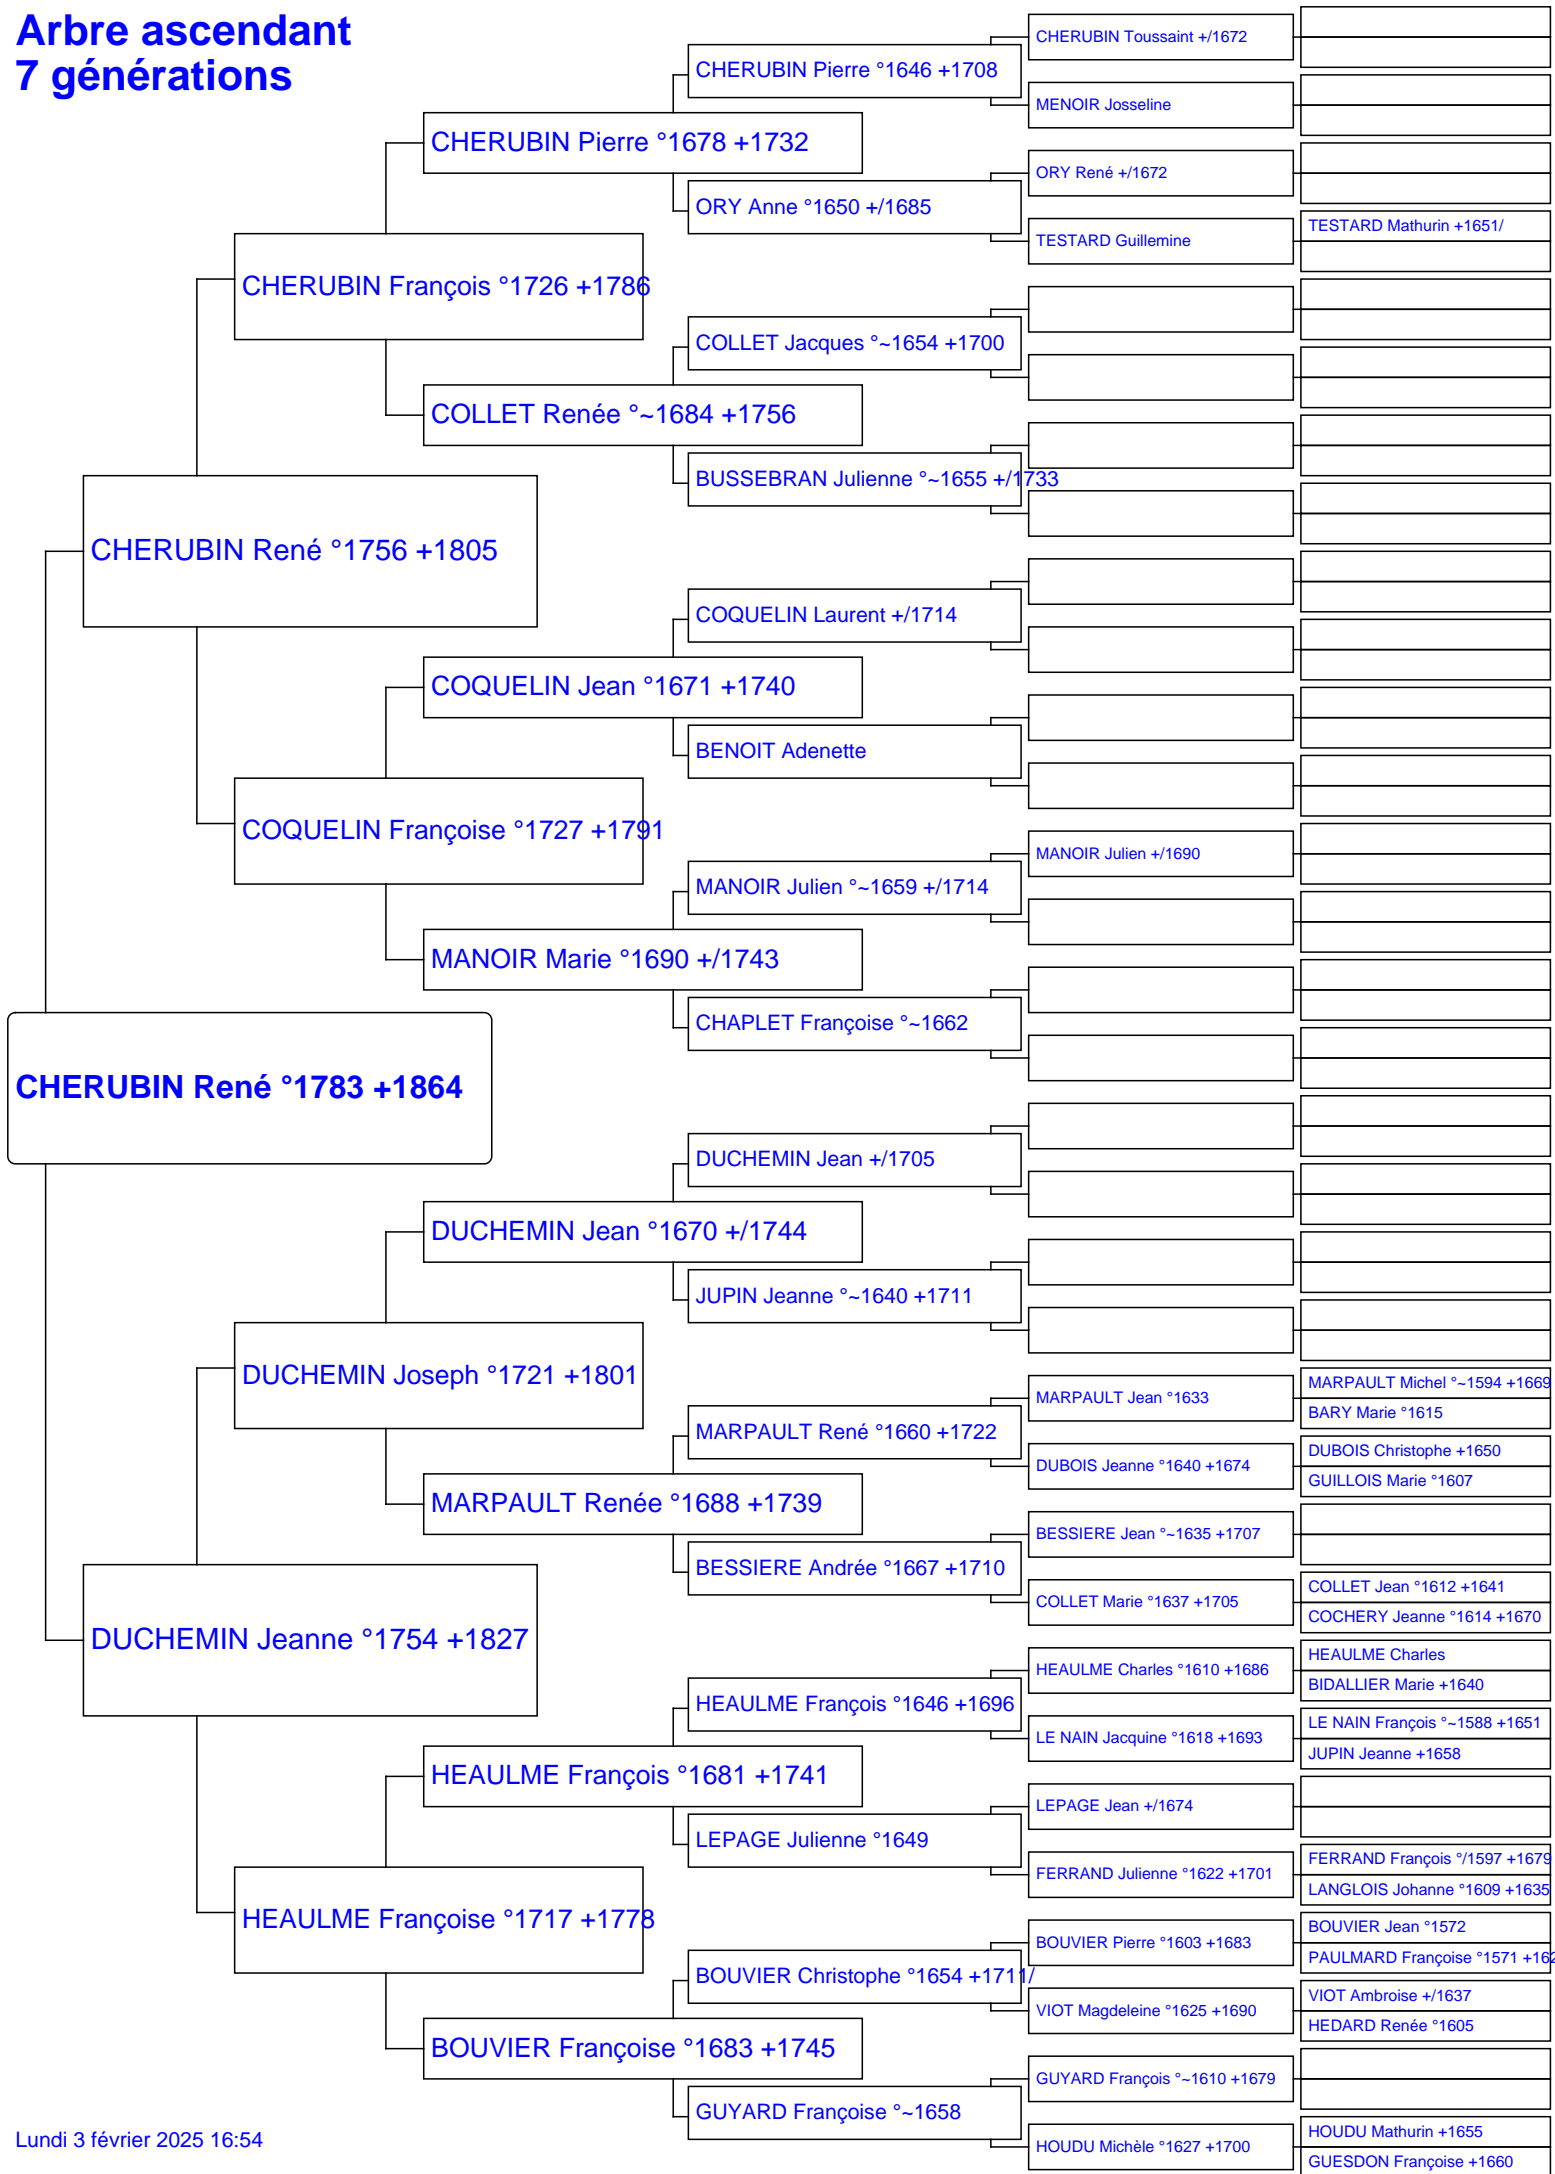 Arbre ascendant
7 générations
CHERUBIN Toussaint +/1672
CHERUBIN Pierre °1646 +1708
MENOIR Josseline
CHERUBIN Pierre °1678 +1732
ORY René +/1672
ORY Anne °1650 +/1685
TESTARD Mathurin +1651/
TESTARD Guillemine
CHERUBIN François °1726 +1786
COLLET Jacques °~1654 +1700
COLLET Renée °~1684 +1756
BUSSEBRAN Julienne °~1655 +/1733
CHERUBIN René °1756 +1805
COQUELIN Laurent +/1714
COQUELIN Jean °1671 +1740
BENOIT Adenette
COQUELIN Françoise °1727 +1791
MANOIR Julien +/1690
MANOIR Julien °~1659 +/1714
MANOIR Marie °1690 +/1743
CHAPLET Françoise °~1662
CHERUBIN René °1783 +1864
DUCHEMIN Jean +/1705
DUCHEMIN Jean °1670 +/1744
JUPIN Jeanne °~1640 +1711
DUCHEMIN Joseph °1721 +1801
MARPAULT Michel °~1594 +1669
MARPAULT Jean °1633
BARY Marie °1615
MARPAULT René °1660 +1722
DUBOIS Christophe +1650
DUBOIS Jeanne °1640 +1674
GUILLOIS Marie °1607
MARPAULT Renée °1688 +1739
BESSIERE Jean °~1635 +1707
BESSIERE Andrée °1667 +1710
COLLET Jean °1612 +1641
COLLET Marie °1637 +1705
COCHERY Jeanne °1614 +1670
DUCHEMIN Jeanne °1754 +1827
HEAULME Charles
HEAULME Charles °1610 +1686
BIDALLIER Marie +1640
HEAULME François °1646 +1696
LE NAIN François °~1588 +1651
LE NAIN Jacquine °1618 +1693
JUPIN Jeanne +1658
HEAULME François °1681 +1741
LEPAGE Jean +/1674
LEPAGE Julienne °1649
FERRAND François °/1597 +1679
FERRAND Julienne °1622 +1701
LANGLOIS Johanne °1609 +1635
HEAULME Françoise °1717 +1778
BOUVIER Jean °1572
BOUVIER Pierre °1603 +1683
PAULMARD Françoise °1571 +162
BOUVIER Christophe °1654 +1711/
VIOT Ambroise +/1637
VIOT Magdeleine °1625 +1690
HEDARD Renée °1605
BOUVIER Françoise °1683 +1745
GUYARD François °~1610 +1679
GUYARD Françoise °~1658
HOUDU Mathurin +1655
HOUDU Michèle °1627 +1700
GUESDON Françoise +1660
Lundi 3 février 2025 16:54